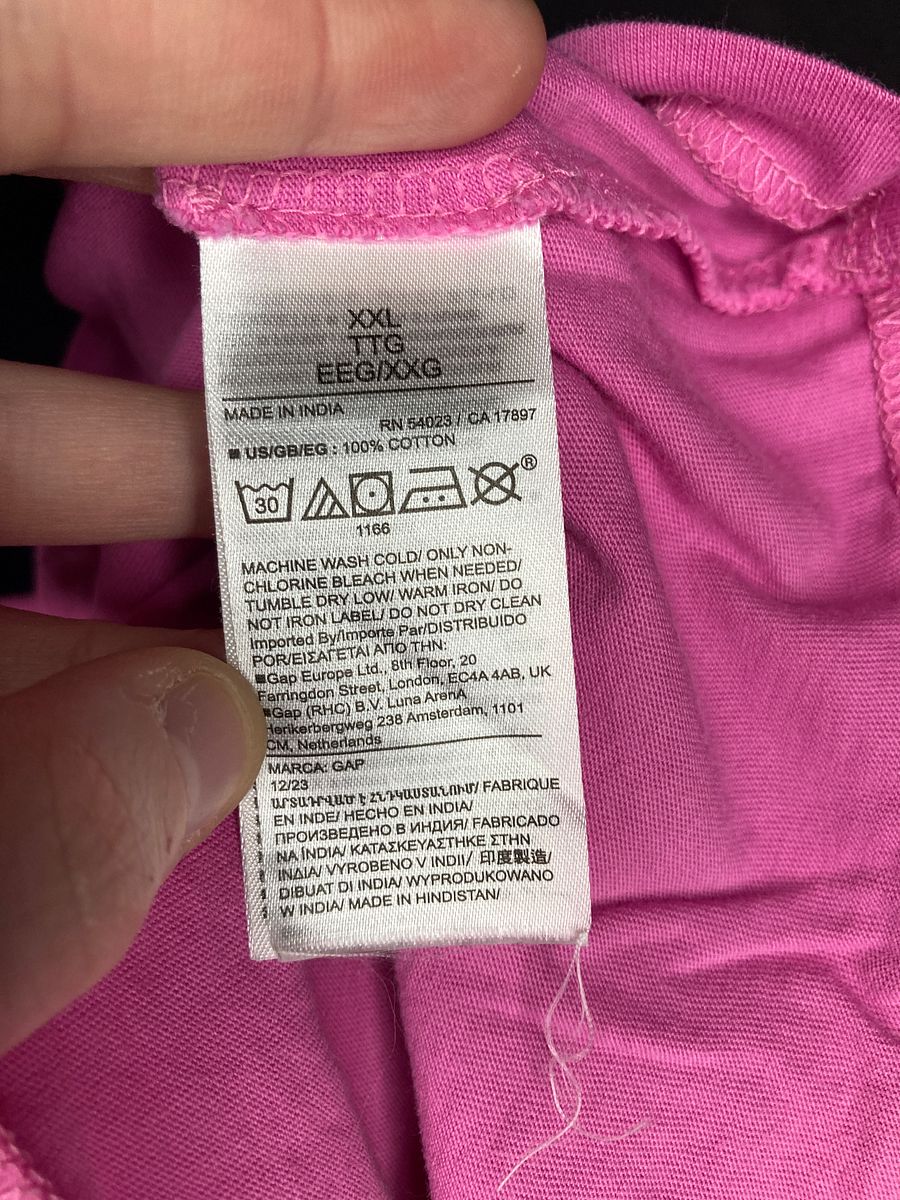 XXL
TTG
EEG/XXG
MADE IN INDIA
RN 54023 / CA 17897
■ US/GB/EG : 100% COTTON
30
®
1166
MACHINE WASH COLD/ ONLY NON-
CHLORINE BLEACH WHEN NEEDED/
TUMBLE DRY LOW/ WARM IRON/ DO
NOT IRON LABEL/ DO NOT DRY CLEAN
Imported By/Importe Par/DISTRIBUIDO
POR/ΕΙΣΑΓΕΤΑΙ ΑΠΟ ΤΗΝ:
■Gap Europe Ltd., 8th Floor, 20
Farringdon Street, London, EC4A 4AB, UK
■Gap (RHC) B.V. Luna ArenA
Herikerbergweg 238 Amsterdam, 1101
CM, Netherlands
MARCA: GAP
12/23
ԱՐՏԱԴՐՎԱԾ է ՀՆԴԿԱՍՏԱՆՈՒՄ/ FABRIQUE
EN INDE/ HECHO EN INDIA/
ПРОИЗВЕДЕНО В ИНДИЯ/ FABRICADO
NA ÍNDIA/ ΚΑΤΑΣΚΕΥΑΣΤΗΚΕ ΣΤΗΝ
ΙΝΔΙΑ/ VYROBENO V INDII/ 印度製造/
DIBUAT DI INDIA/ WYPRODUKOWANO
W INDIA/ MADE IN HINDISTAN/